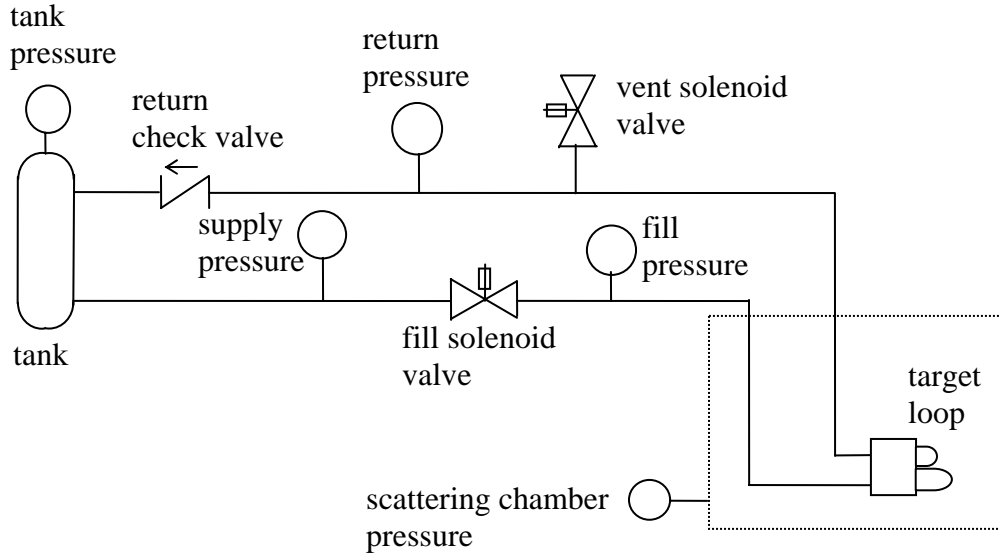 tank
pressure
return
check valve
return
pressure
vent solenoid
valve
supply
pressure
fill
pressure
fill solenoid
valve
tank
target
loop
scattering chamber
pressure